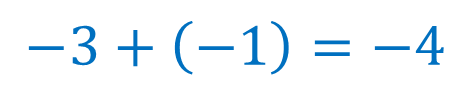 −3 + (−1) = −4